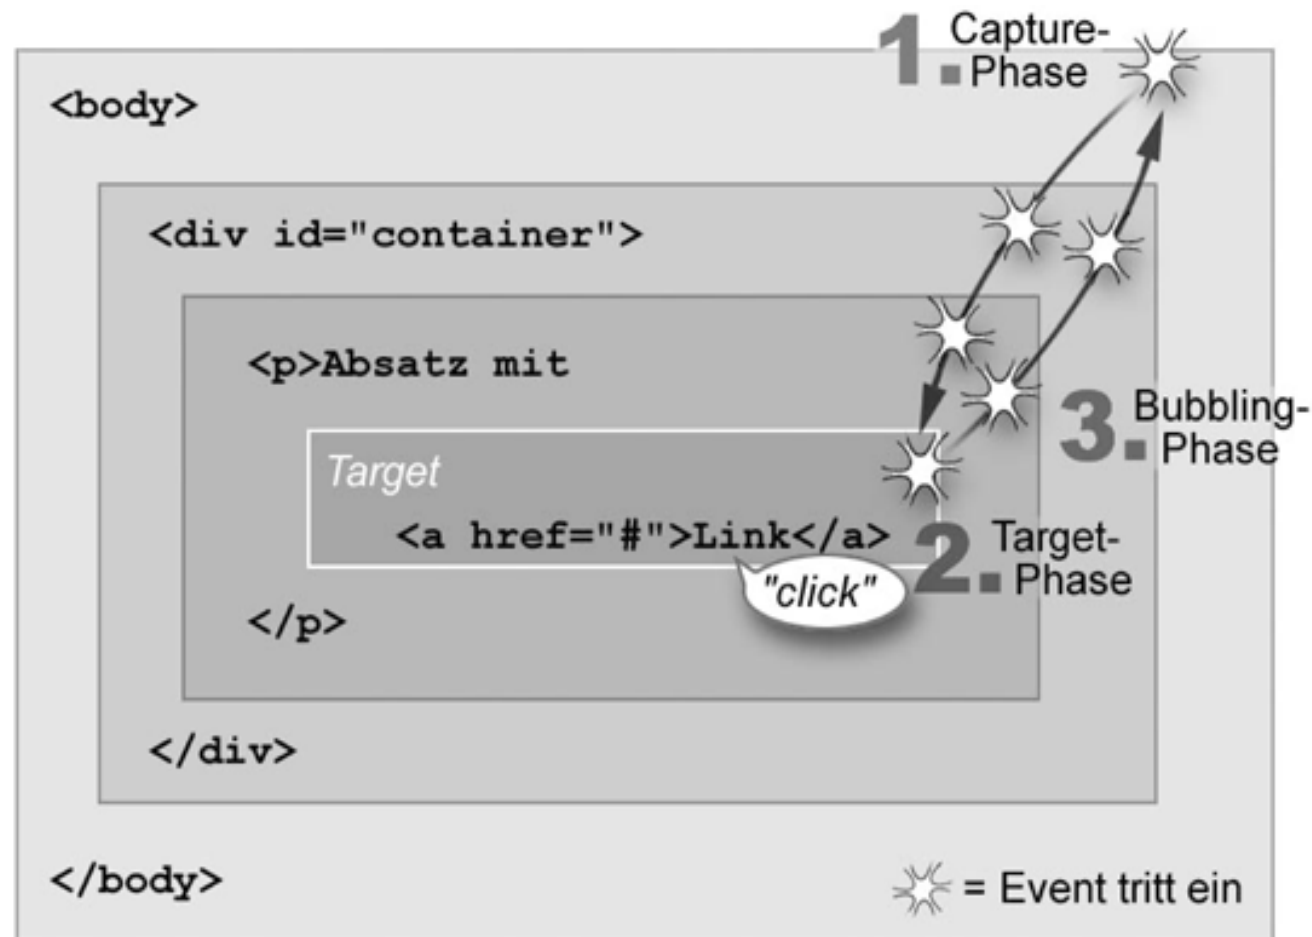 1. Capture-
Phase
<body>
<div id="container">
<p>Absatz mit
3. Bubbling-
Phase
Target
<a href="#">Link</a>
2. Target-
Phase
"click"
</p>
</div>
</body>
= Event tritt ein